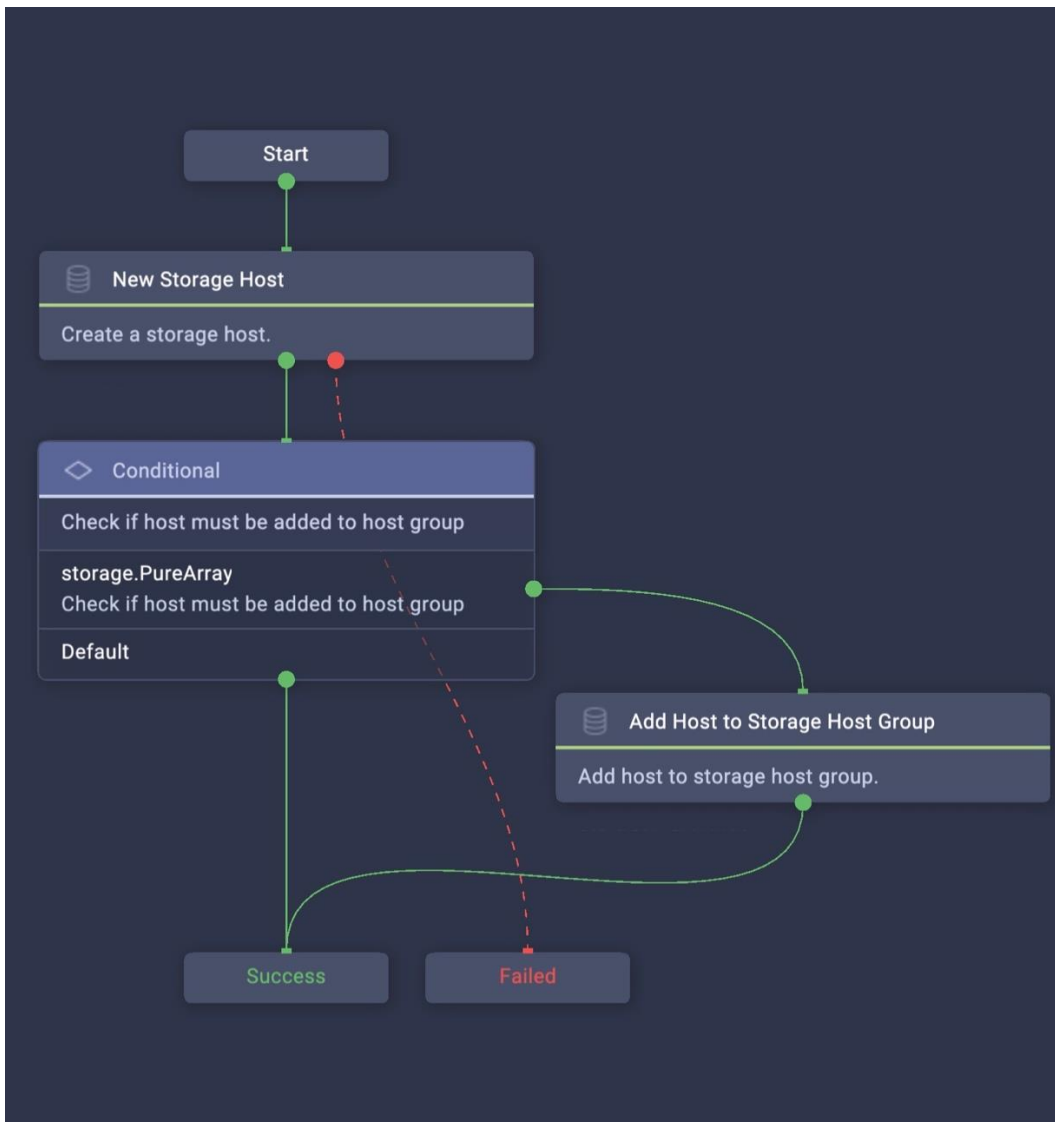 Start
New Storage Host
Create a storage host.
Conditional
Check if host must be added to host group
storage.PureArray
Check if host must be added to host group
Default
Add Host to Storage Host Group
Add host to storage host group.
Success
Failed